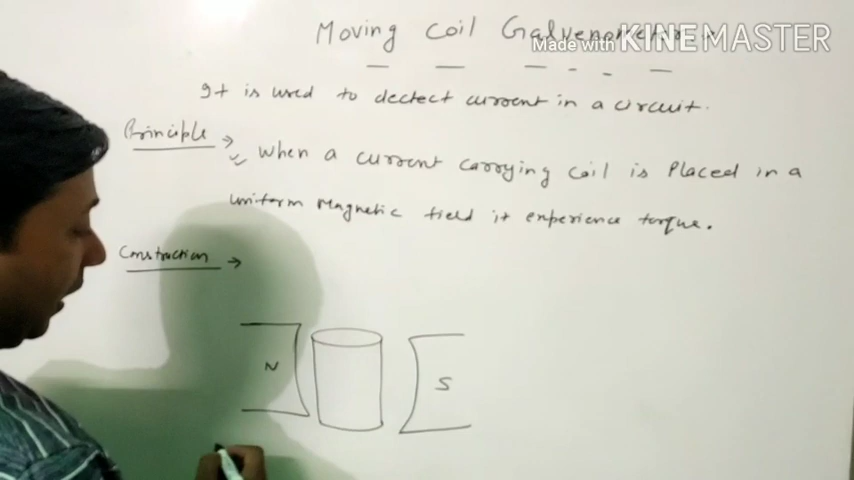 Moving Coil Galvenometer
Made with KINEMASTER
It is used to dectect current in a circuit.
Principle →
When a current carrying coil is placed in a
uniform Magnetic field it experience torque.
Construction →
N
S